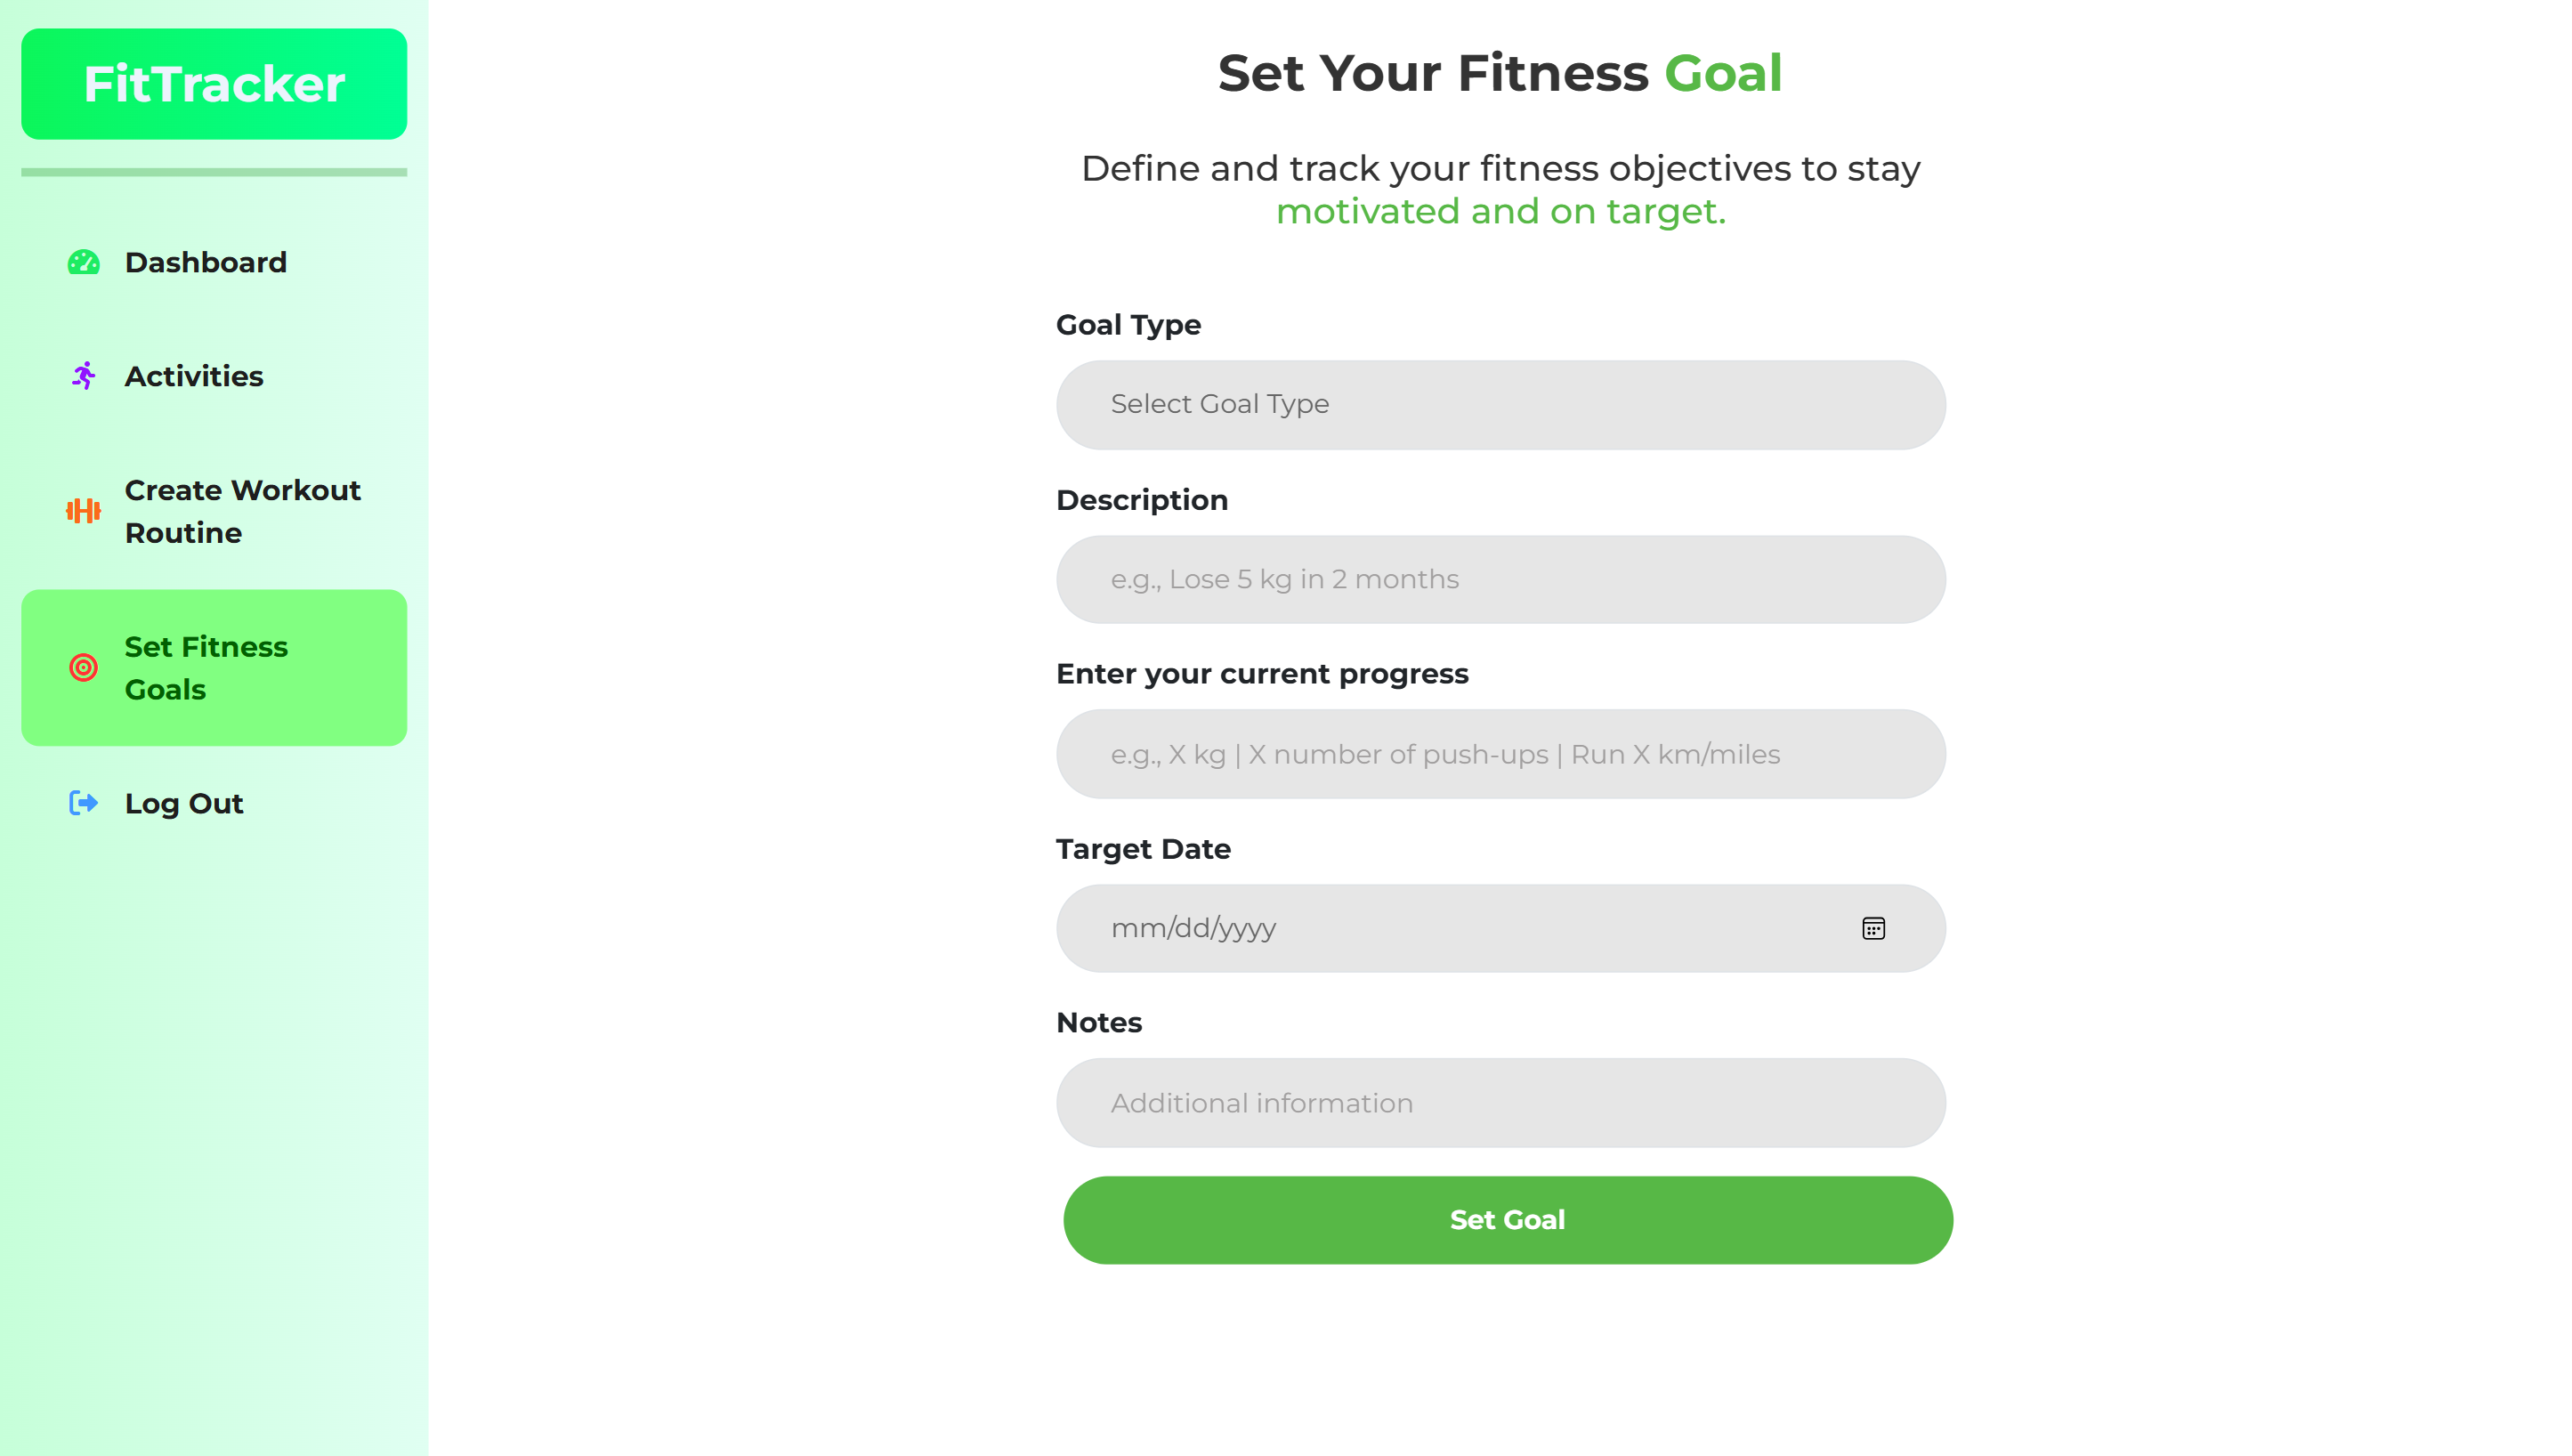 FitTracker
Dashboard
Activities
Create Workout
Routine
Set Fitness
Goals
Log Out
Set Your Fitness Goal
Define and track your fitness objectives to stay
motivated and on target.
Goal Type
Select Goal Type
Description
e.g., Lose 5 kg in 2 months
Enter your current progress
e.g., X kg | X number of push-ups | Run X km/miles
Target Date
mm/dd/yyyy
Notes
Additional information
Set Goal